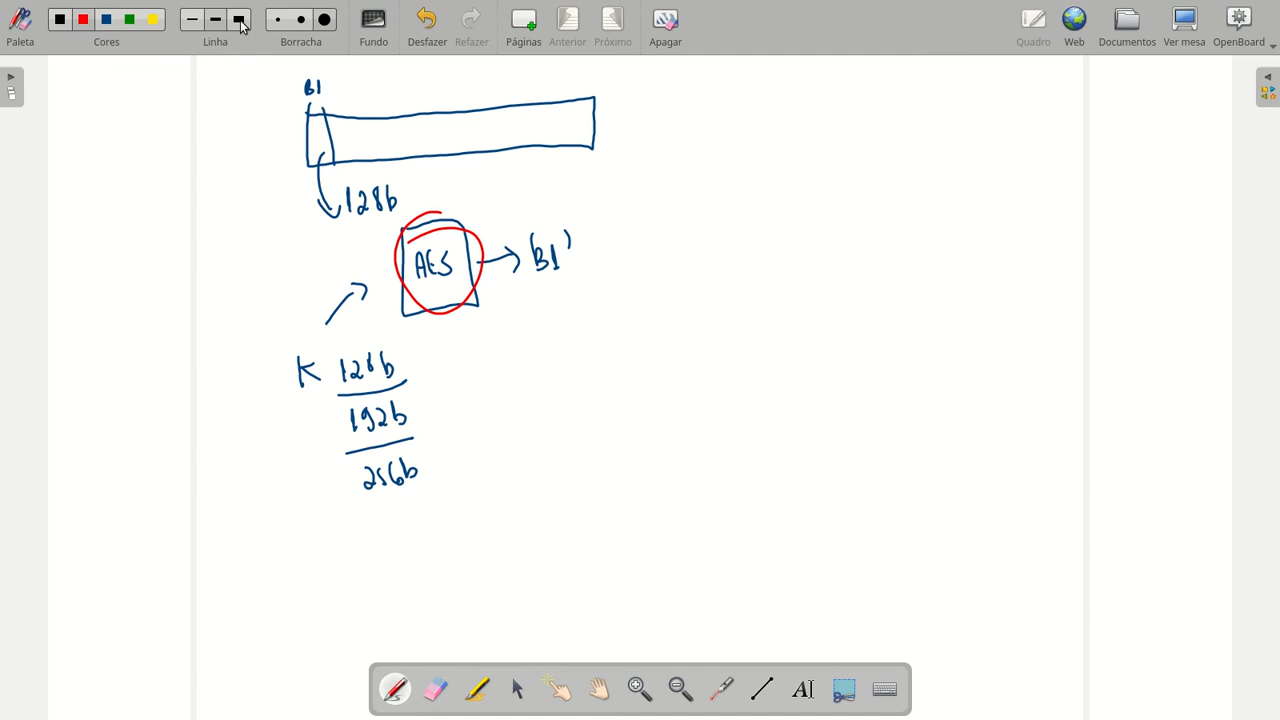 Paleta
Cores
Linha
Borracha
Fundo
Desfazer
Refazer
Páginas
Anterior
Próximo
Apagar
Quadro
Web
Documentos
Ver mesa
OpenBoard
B1
128b
AES
B1'
K 128b
192b
256b
AI